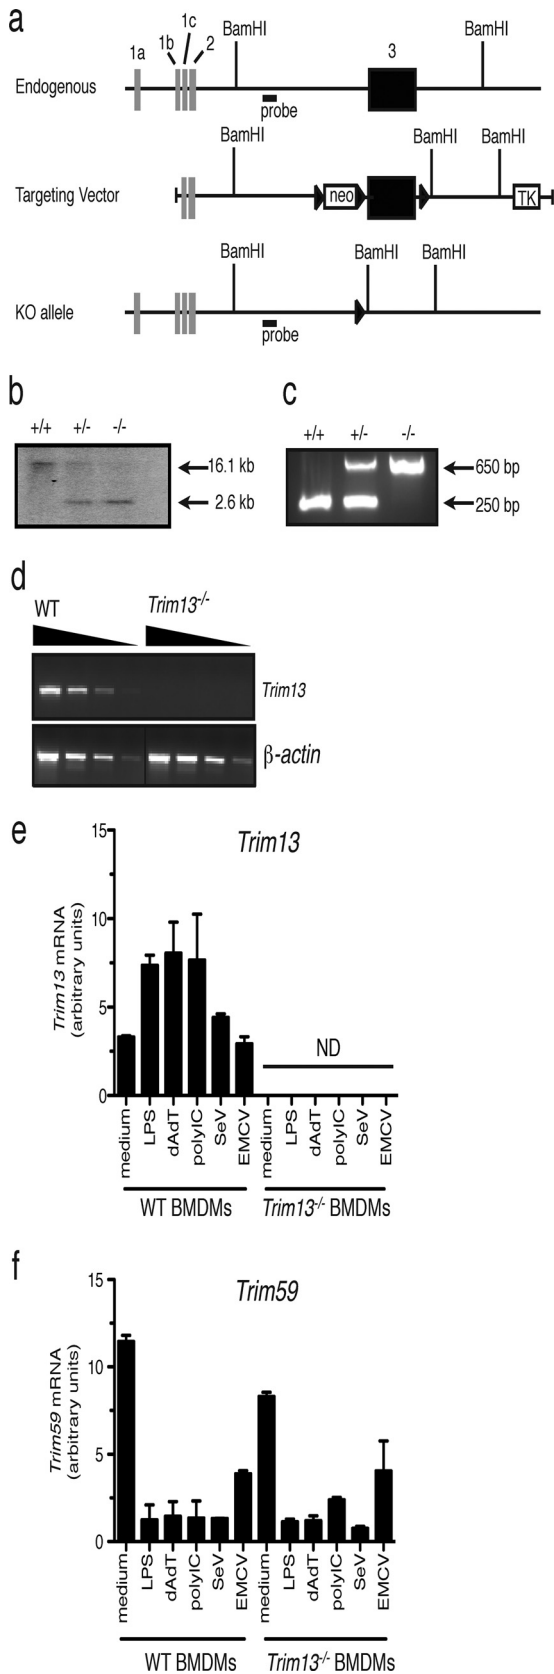 a
1a 1b 1c 2 BamHI 3 BamHI
Endogenous
probe
BamHI BamHI BamHI
Targeting Vector neo TK
BamHI BamHI BamHI
KO allele
probe
b
+/+ +/- -/-
16.1 kb
2.6 kb
c
+/+ +/- -/-
650 bp
250 bp
d
WT Trim13-/-
Trim13
β-actin
e
Trim13
Trim13 mRNA
(arbitrary units)
15
10
5
0
ND
medium LPS dAdT polyIC SeV EMCV medium LPS dAdT polyIC SeV EMCV
WT BMDMs Trim13-/- BMDMs
f
Trim59
Trim59 mRNA
(arbitrary units)
15
10
5
0
medium LPS dAdT polyIC SeV EMCV medium LPS dAdT polyIC SeV EMCV
WT BMDMs Trim13-/- BMDMs